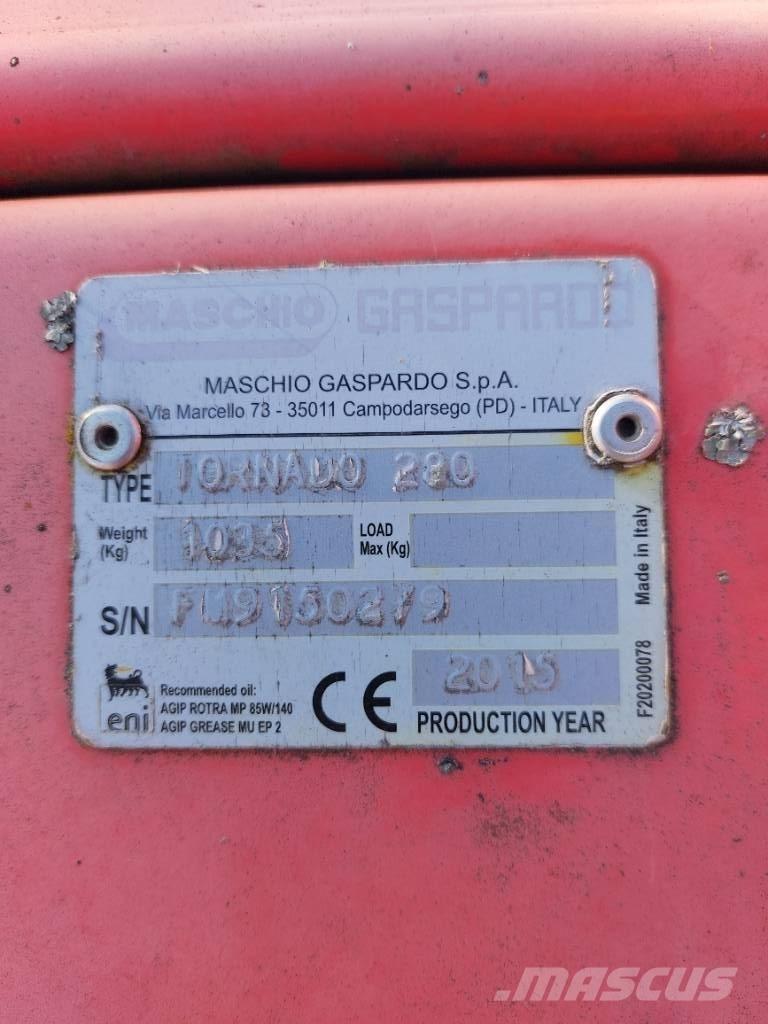 MASCHIO GASPARDO
MASCHIO GASPARDO S.p.A.
Via Marcello 73 - 35011 Campodarsego (PD) - ITALY
TYPE TORNADO 280
Weight (Kg)
LOAD Max (Kg)
S/N
eni
Recommended oil:
AGIP ROTRA MP 85W/140
AGIP GREASE MU EP 2
CE
2015
PRODUCTION YEAR
F20200078 Made in Italy
MASCUS